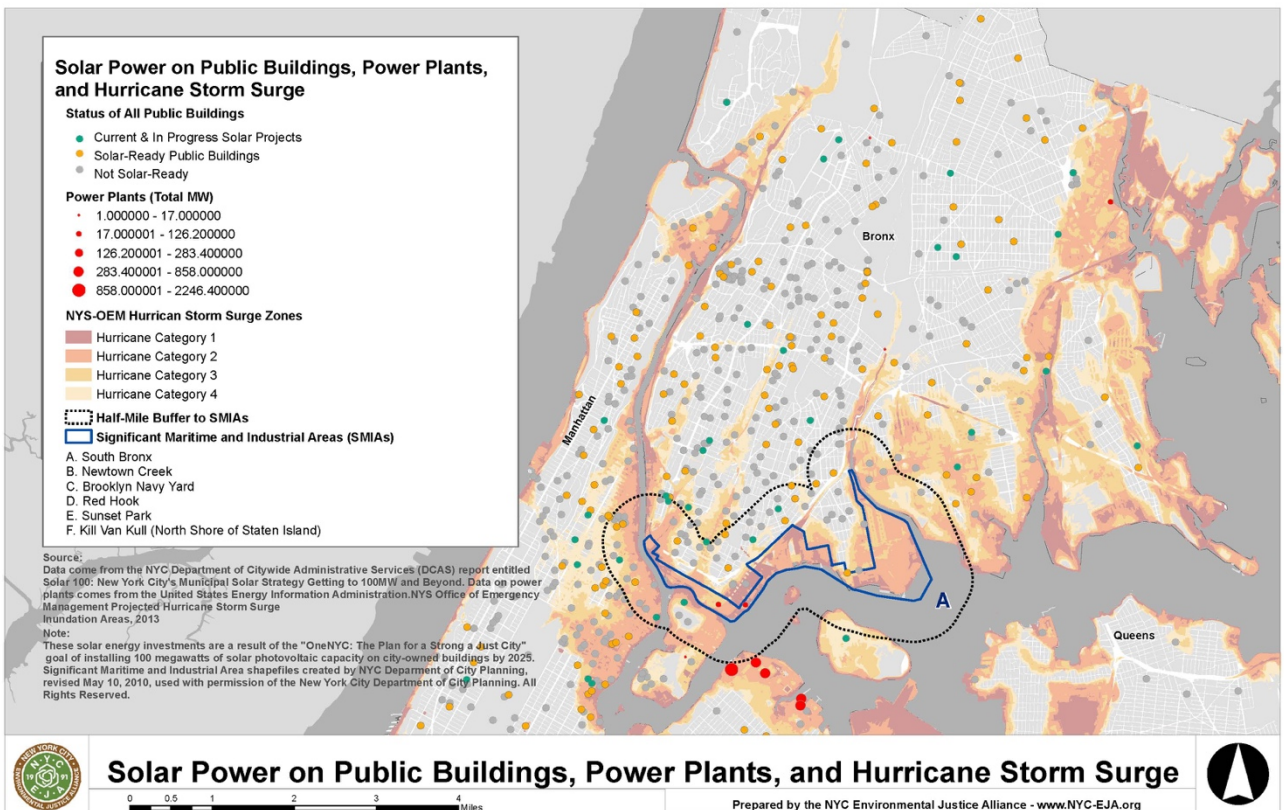 Solar Power on Public Buildings, Power Plants,
and Hurricane Storm Surge
Status of All Public Buildings
Current & In Progress Solar Projects
Solar-Ready Public Buildings
Not Solar-Ready
Power Plants (Total MW)
1.000000 - 17.000000
17.000001 - 126.200000
126.200001 - 283.400000
283.400001 - 858.000000
858.000001 - 2246.400000
NYS-OEM Hurrican Storm Surge Zones
Hurricane Category 1
Hurricane Category 2
Hurricane Category 3
Hurricane Category 4
Half-Mile Buffer to SMIAs
Significant Maritime and Industrial Areas (SMIAs)
A. South Bronx
B. Newtown Creek
C. Brooklyn Navy Yard
D. Red Hook
E. Sunset Park
F. Kill Van Kull (North Shore of Staten Island)
Source:
Data come from the NYC Department of Citywide Administrative Services (DCAS) report entitled
Solar 100: New York City's Municipal Solar Strategy Getting to 100MW and Beyond. Data on power
plants comes from the United States Energy Information Administration.NYS Office of Emergency
Management Projected Hurricane Storm Surge
Inundation Areas, 2013
Note:
These solar energy investments are a result of the "OneNYC: The Plan for a Strong a Just City"
goal of installing 100 megawatts of solar photovoltaic capacity on city-owned buildings by 2025.
Significant Maritime and Industrial Area shapefiles created by NYC Deparment of City Planning,
revised May 10, 2010, used with permission of the New York City Department of City Planning. All
Rights Reserved.
Bronx
Manhattan
A
Queens
NEW YORK CITY
ENVIRONMENTAL JUSTICE ALLIANCE
NYC
19 91
EJA
Solar Power on Public Buildings, Power Plants, and Hurricane Storm Surge
0 0.5 1 2 3 4
Miles
Prepared by the NYC Environmental Justice Alliance - www.NYC-EJA.org